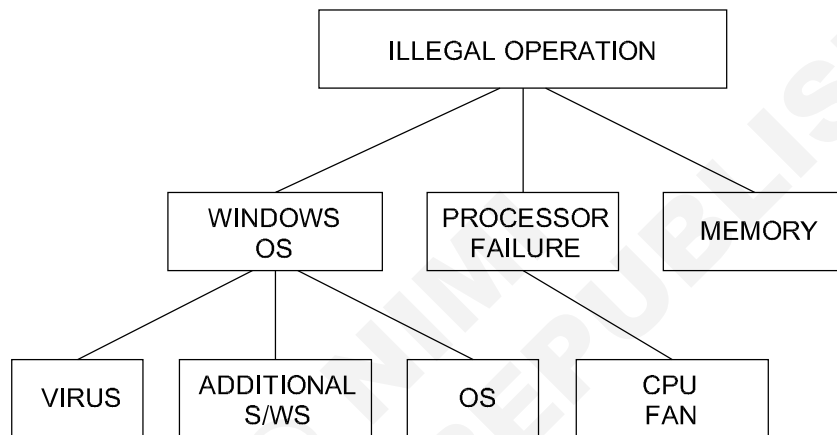 ILLEGAL OPERATION
WINDOWS
OS
PROCESSOR
FAILURE
MEMORY
VIRUS
ADDITIONAL
S/WS
OS
CPU
FAN